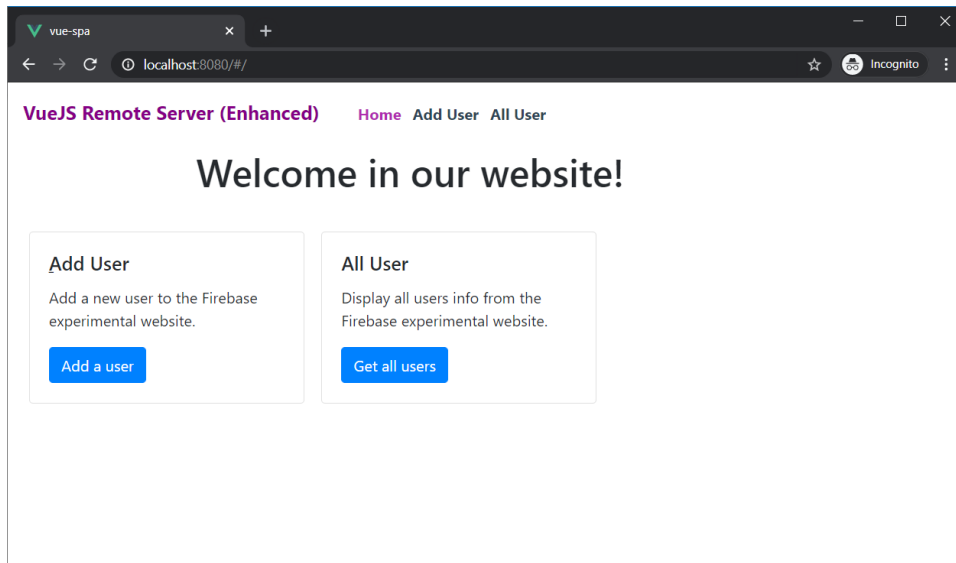 vue-spa
localhost:8080/#/
Incognito
VueJS Remote Server (Enhanced) Home Add User All User
Welcome in our website!
Add User
Add a new user to the Firebase
experimental website.
Add a user
All User
Display all users info from the
Firebase experimental website.
Get all users